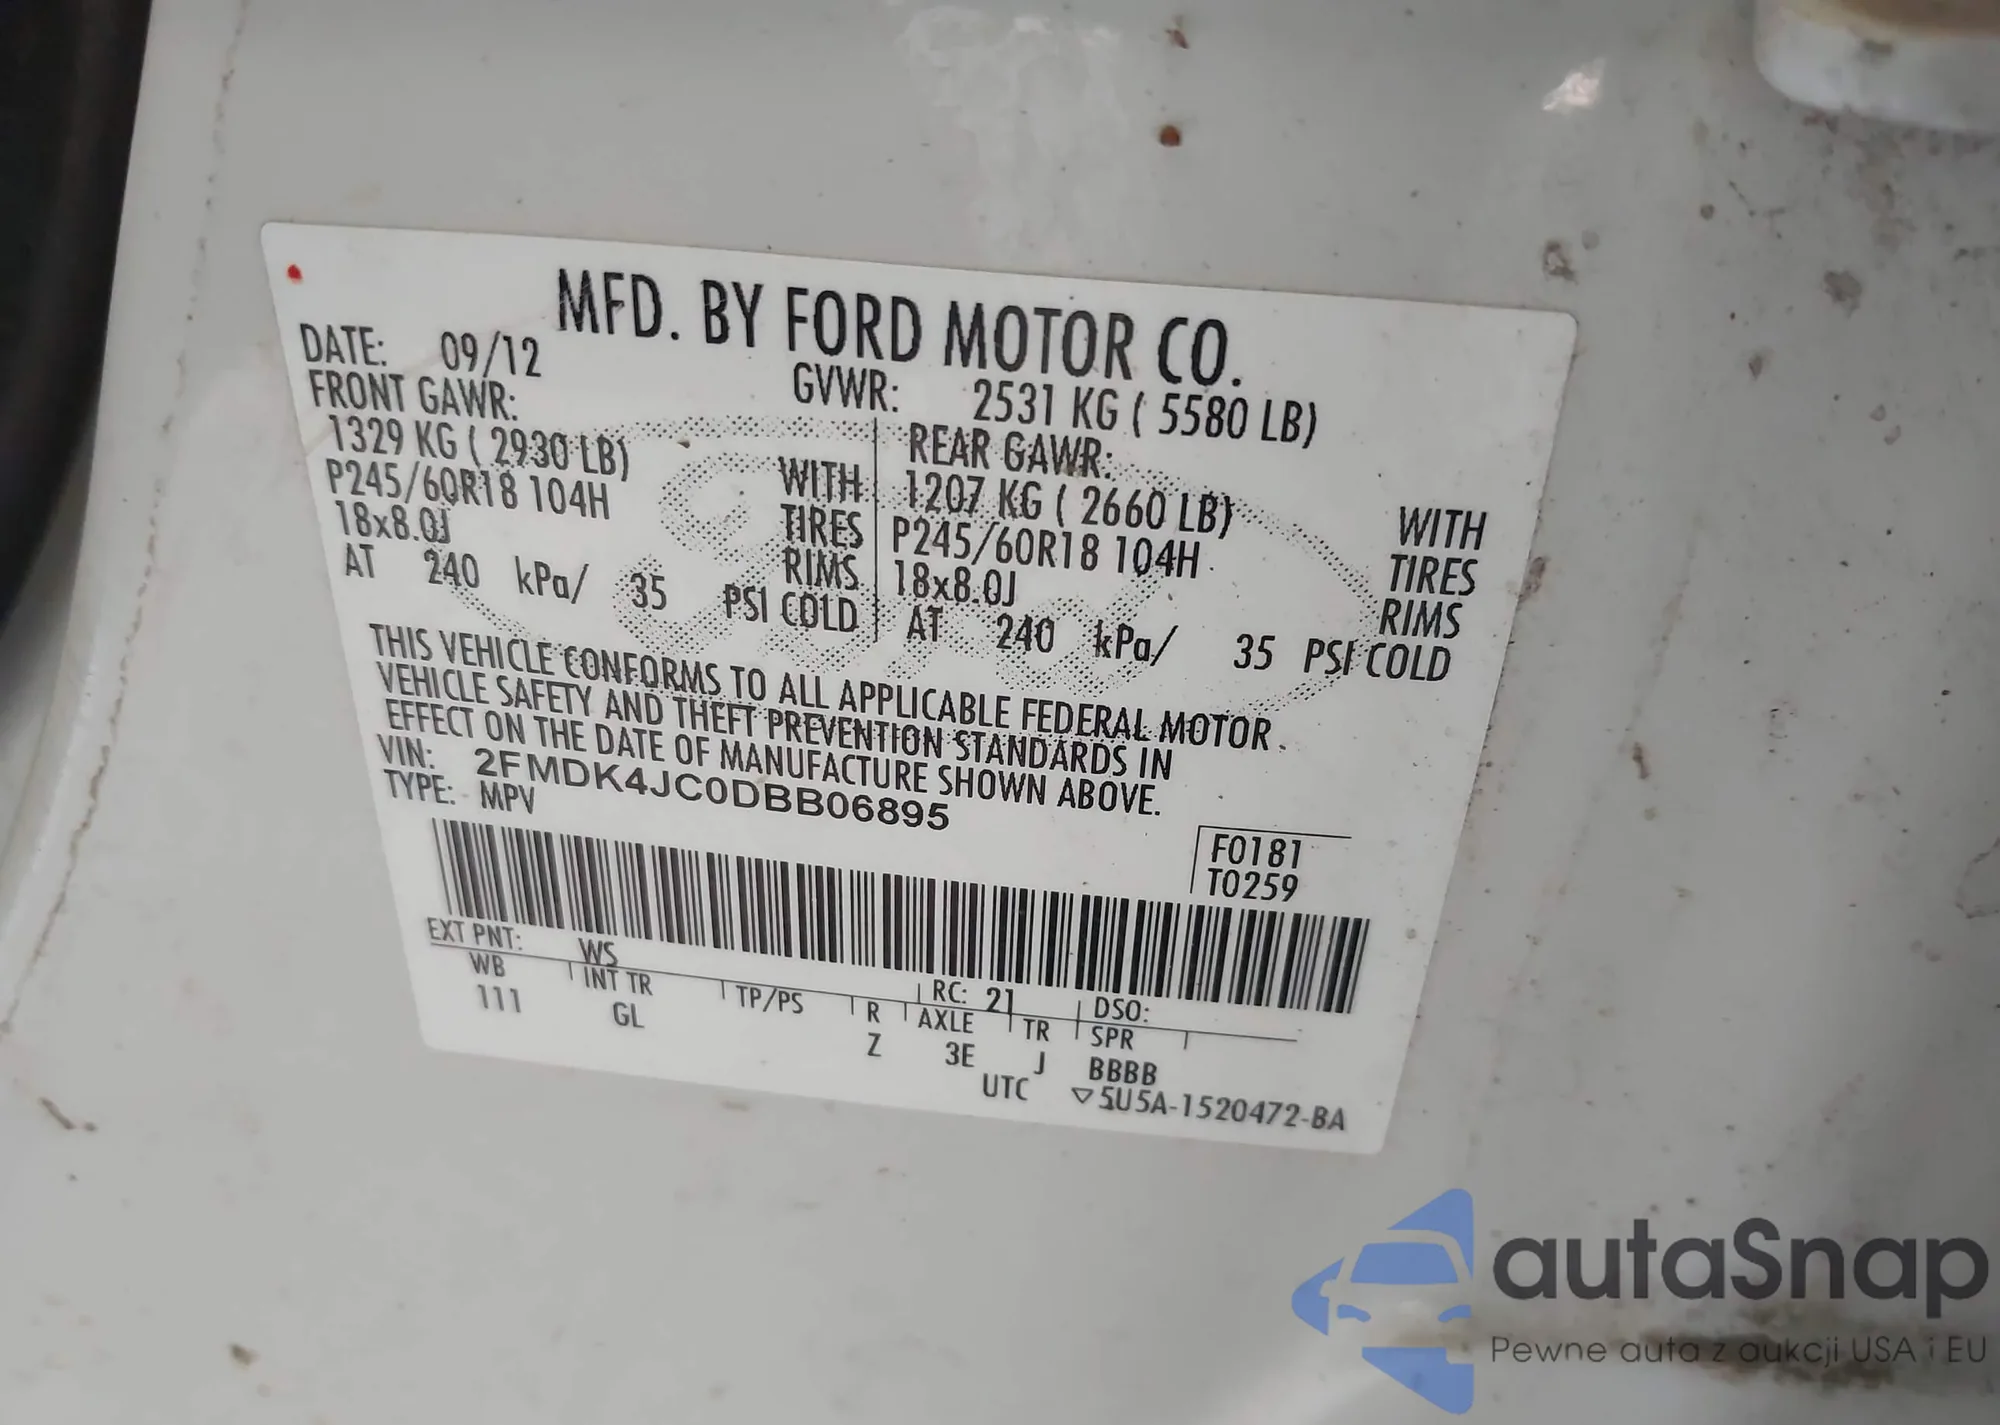 MFD. BY FORD MOTOR CO.
DATE: 09/12 GVWR: 2531 KG ( 5580 LB)
FRONT GAWR: REAR GAWR:
1329 KG ( 2930 LB) WITH 1207 KG ( 2660 LB) WITH
P245/60R18 104H TIRES P245/60R18 104H TIRES
18x8.0J RIMS 18x8.0J RIMS
AT 240 kPa/ 35 PSI COLD AT 240 kPa/ 35 PSI COLD
THIS VEHICLE CONFORMS TO ALL APPLICABLE FEDERAL MOTOR
VEHICLE SAFETY AND THEFT PREVENTION STANDARDS IN
EFFECT ON THE DATE OF MANUFACTURE SHOWN ABOVE.
VIN: 2FMDK4JC0DBB06895
TYPE: MPV
F0181
T0259
EXT PNT: WS RC: 21 DSO:
WB INT TR TP/PS R AXLE TR SPR
111 GL Z 3E J BBBB
UTC ▽5U5A-1520472-BA
autaSnap
Pewne auta z aukcji USA i EU